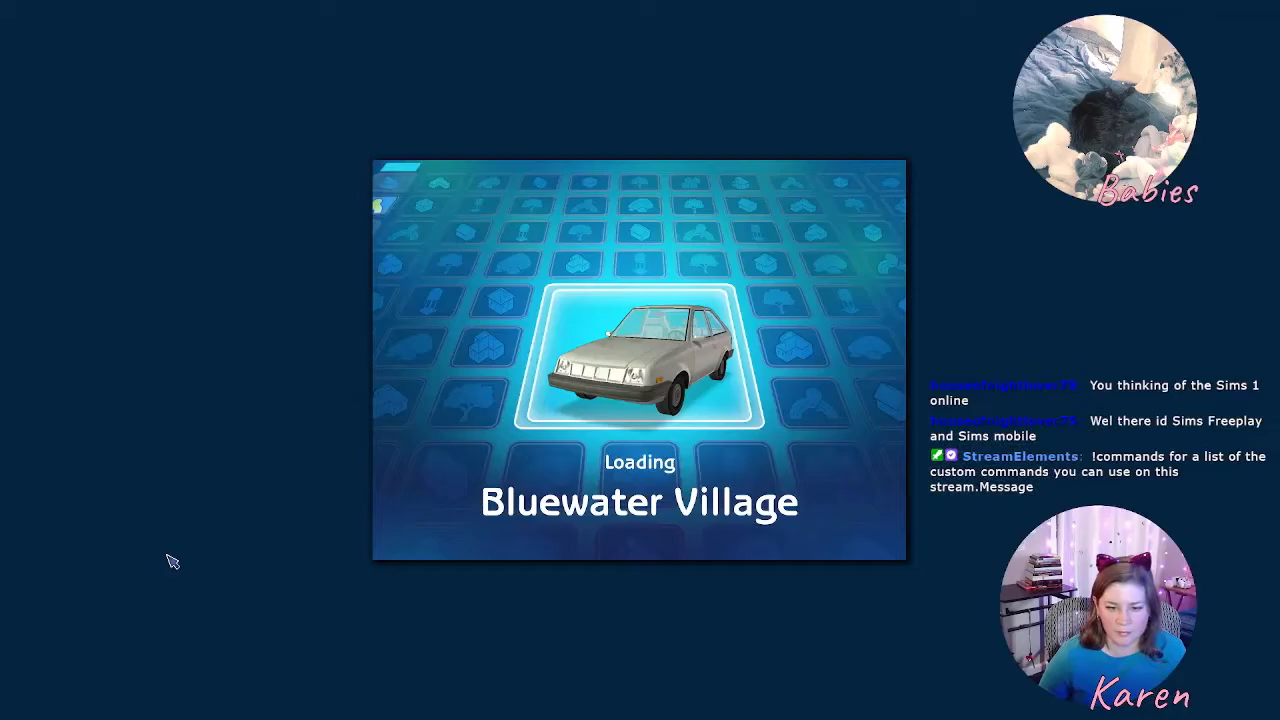 Babies
You thinking of the Sims 1
online
Wel there id Sims Freeplay
and Sims mobile
StreamElements: !commands for a list of the
custom commands you can use on this
stream.Message
Loading
Bluewater Village
Karen